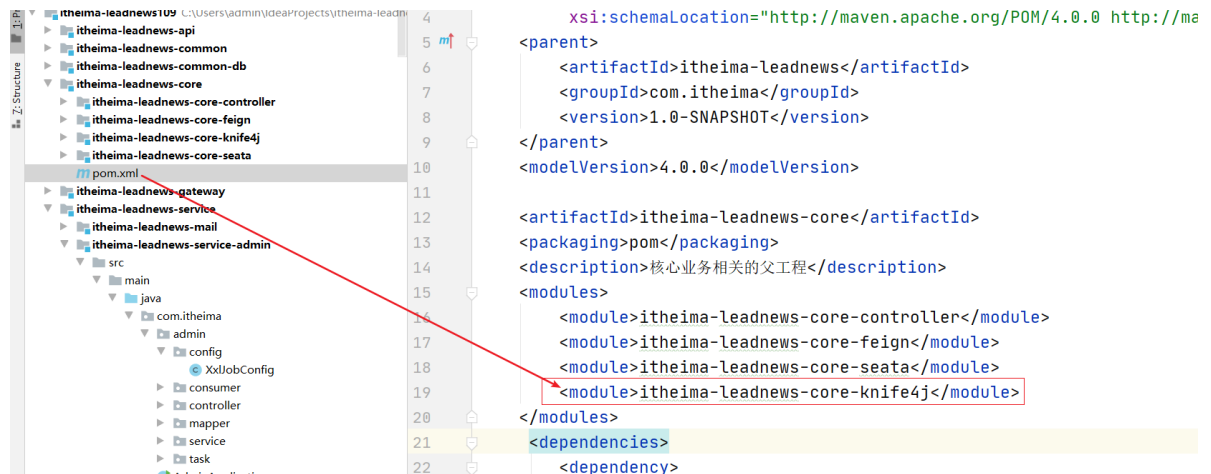 itheima-leadnews109 C:\Users\admin\IdeaProjects\itheima-leadn
itheima-leadnews-api
itheima-leadnews-common
itheima-leadnews-common-db
itheima-leadnews-core
itheima-leadnews-core-controller
itheima-leadnews-core-feign
itheima-leadnews-core-knife4j
itheima-leadnews-core-seata
pom.xml
itheima-leadnews-gateway
itheima-leadnews-service
itheima-leadnews-mail
itheima-leadnews-service-admin
src
main
java
com.itheima
admin
config
XxlJobConfig
consumer
controller
mapper
service
task
Z: Structure
4 xsi:schemaLocation="http://maven.apache.org/POM/4.0.0 http://ma
5 <parent>
6 <artifactId>itheima-leadnews</artifactId>
7 <groupId>com.itheima</groupId>
8 <version>1.0-SNAPSHOT</version>
9 </parent>
10 <modelVersion>4.0.0</modelVersion>
11
12 <artifactId>itheima-leadnews-core</artifactId>
13 <packaging>pom</packaging>
14 <description>核心业务相关的父工程</description>
15 <modules>
16 <module>itheima-leadnews-core-controller</module>
17 <module>itheima-leadnews-core-feign</module>
18 <module>itheima-leadnews-core-seata</module>
19 <module>itheima-leadnews-core-knife4j</module>
20 </modules>
21 <dependencies>
22 <dependency>